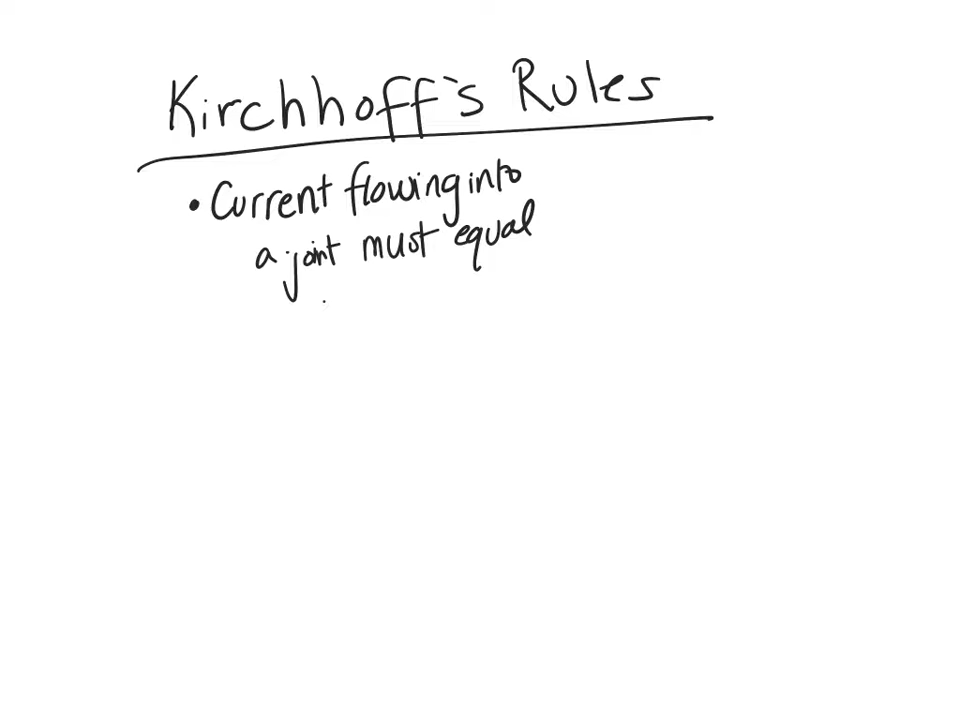 Kirchhoff's Rules
• Current flowing into
a joint must equal